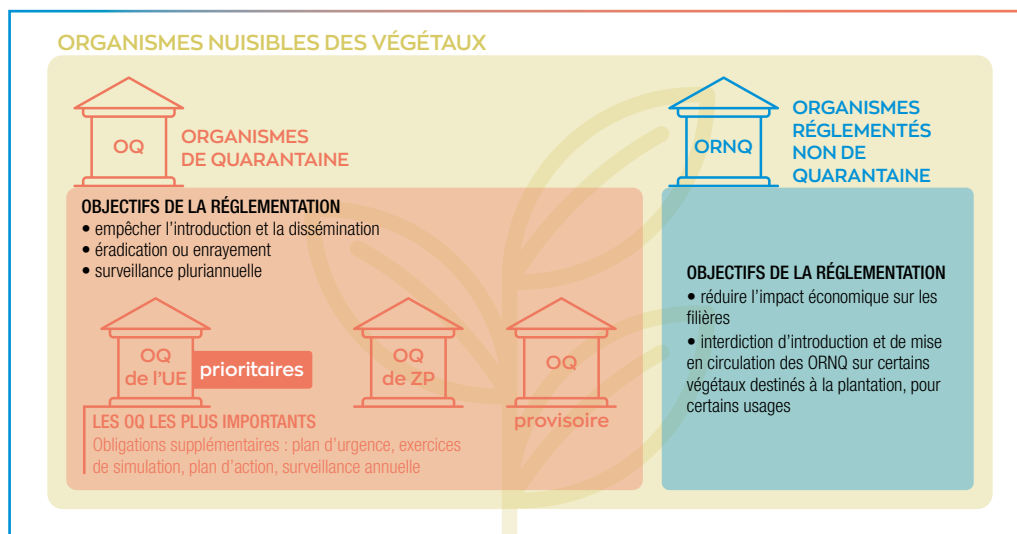 ORGANISMES NUISIBLES DES VÉGÉTAUX
OQ
ORGANISMES
DE QUARANTAINE
OBJECTIFS DE LA RÉGLEMENTATION
• empêcher l'introduction et la dissémination
• éradication ou enrayement
• surveillance pluriannuelle
OQ
de l'UE
prioritaires
OQ
de ZP
OQ
provisoire
LES OQ LES PLUS IMPORTANTS
Obligations supplémentaires : plan d'urgence, exercices
de simulation, plan d'action, surveillance annuelle
ORNQ
ORGANISMES
RÉGLEMENTÉS
NON DE
QUARANTAINE
OBJECTIFS DE LA RÉGLEMENTATION
• réduire l'impact économique sur les
filières
• interdiction d'introduction et de mise
en circulation des ORNQ sur certains
végétaux destinés à la plantation, pour
certains usages